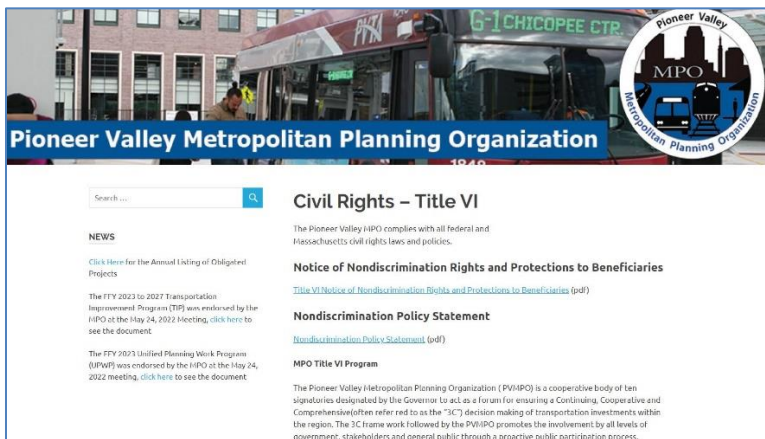 PVTA
G-1 CHICOPEE CTR.
Pioneer Valley
MPO
Metropolitan Planning Organization
Pioneer Valley Metropolitan Planning Organization
1848
Search ...
NEWS
Click Here for the Annual Listing of Obligated
Projects
The FFY 2023 to 2027 Transportation
Improvement Program (TIP) was endorsed by the
MPO at the May 24, 2022 Meeting, click here to
see the document
The FFY 2023 Unified Planning Work Program
(UPWP) was endorsed by the MPO at the May 24,
2022 meeting, click here to see the document
Civil Rights – Title VI
The Pioneer Valley MPO complies with all federal and
Massachusetts civil rights laws and policies.
Notice of Nondiscrimination Rights and Protections to Beneficiaries
Title VI Notice of Nondiscrimination Rights and Protections to Beneficiaries (pdf)
Nondiscrimination Policy Statement
Nondiscrimination Policy Statement (pdf)
MPO Title VI Program
The Pioneer Valley Metropolitan Planning Organization ( PVMPO) is a cooperative body of ten
signatories designated by the Governor to act as a forum for ensuring a Continuing, Cooperative and
Comprehensive(often refer red to as the "3C") decision making of transportation investments within
the region. The 3C frame work followed by the PVMPO promotes the involvement by all levels of
government, stakeholders and general public through a proactive public participation process.